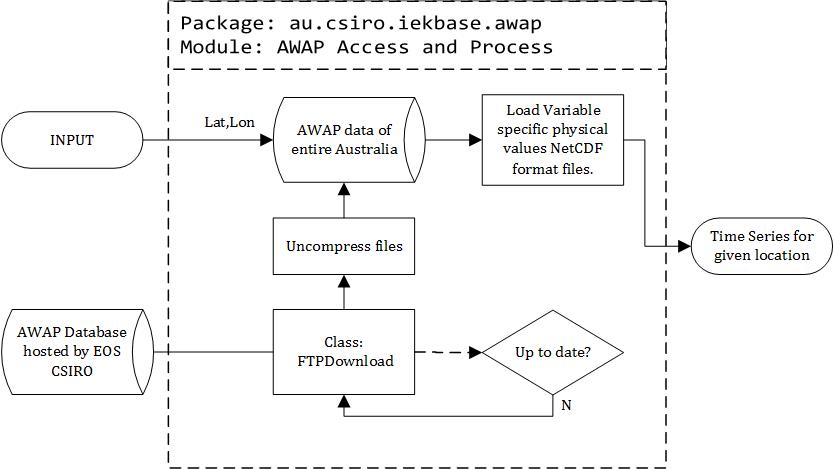 Package: au.csiro.iekbase.awap
Module: AWAP Access and Process
INPUT
Lat,Lon
AWAP data of
entire Australia
Load Variable
specific physical
values NetCDF
format files.
Uncompress files
Time Series for
given location
AWAP Database
hosted by EOS
CSIRO
Class:
FTPDownload
Up to date?
N